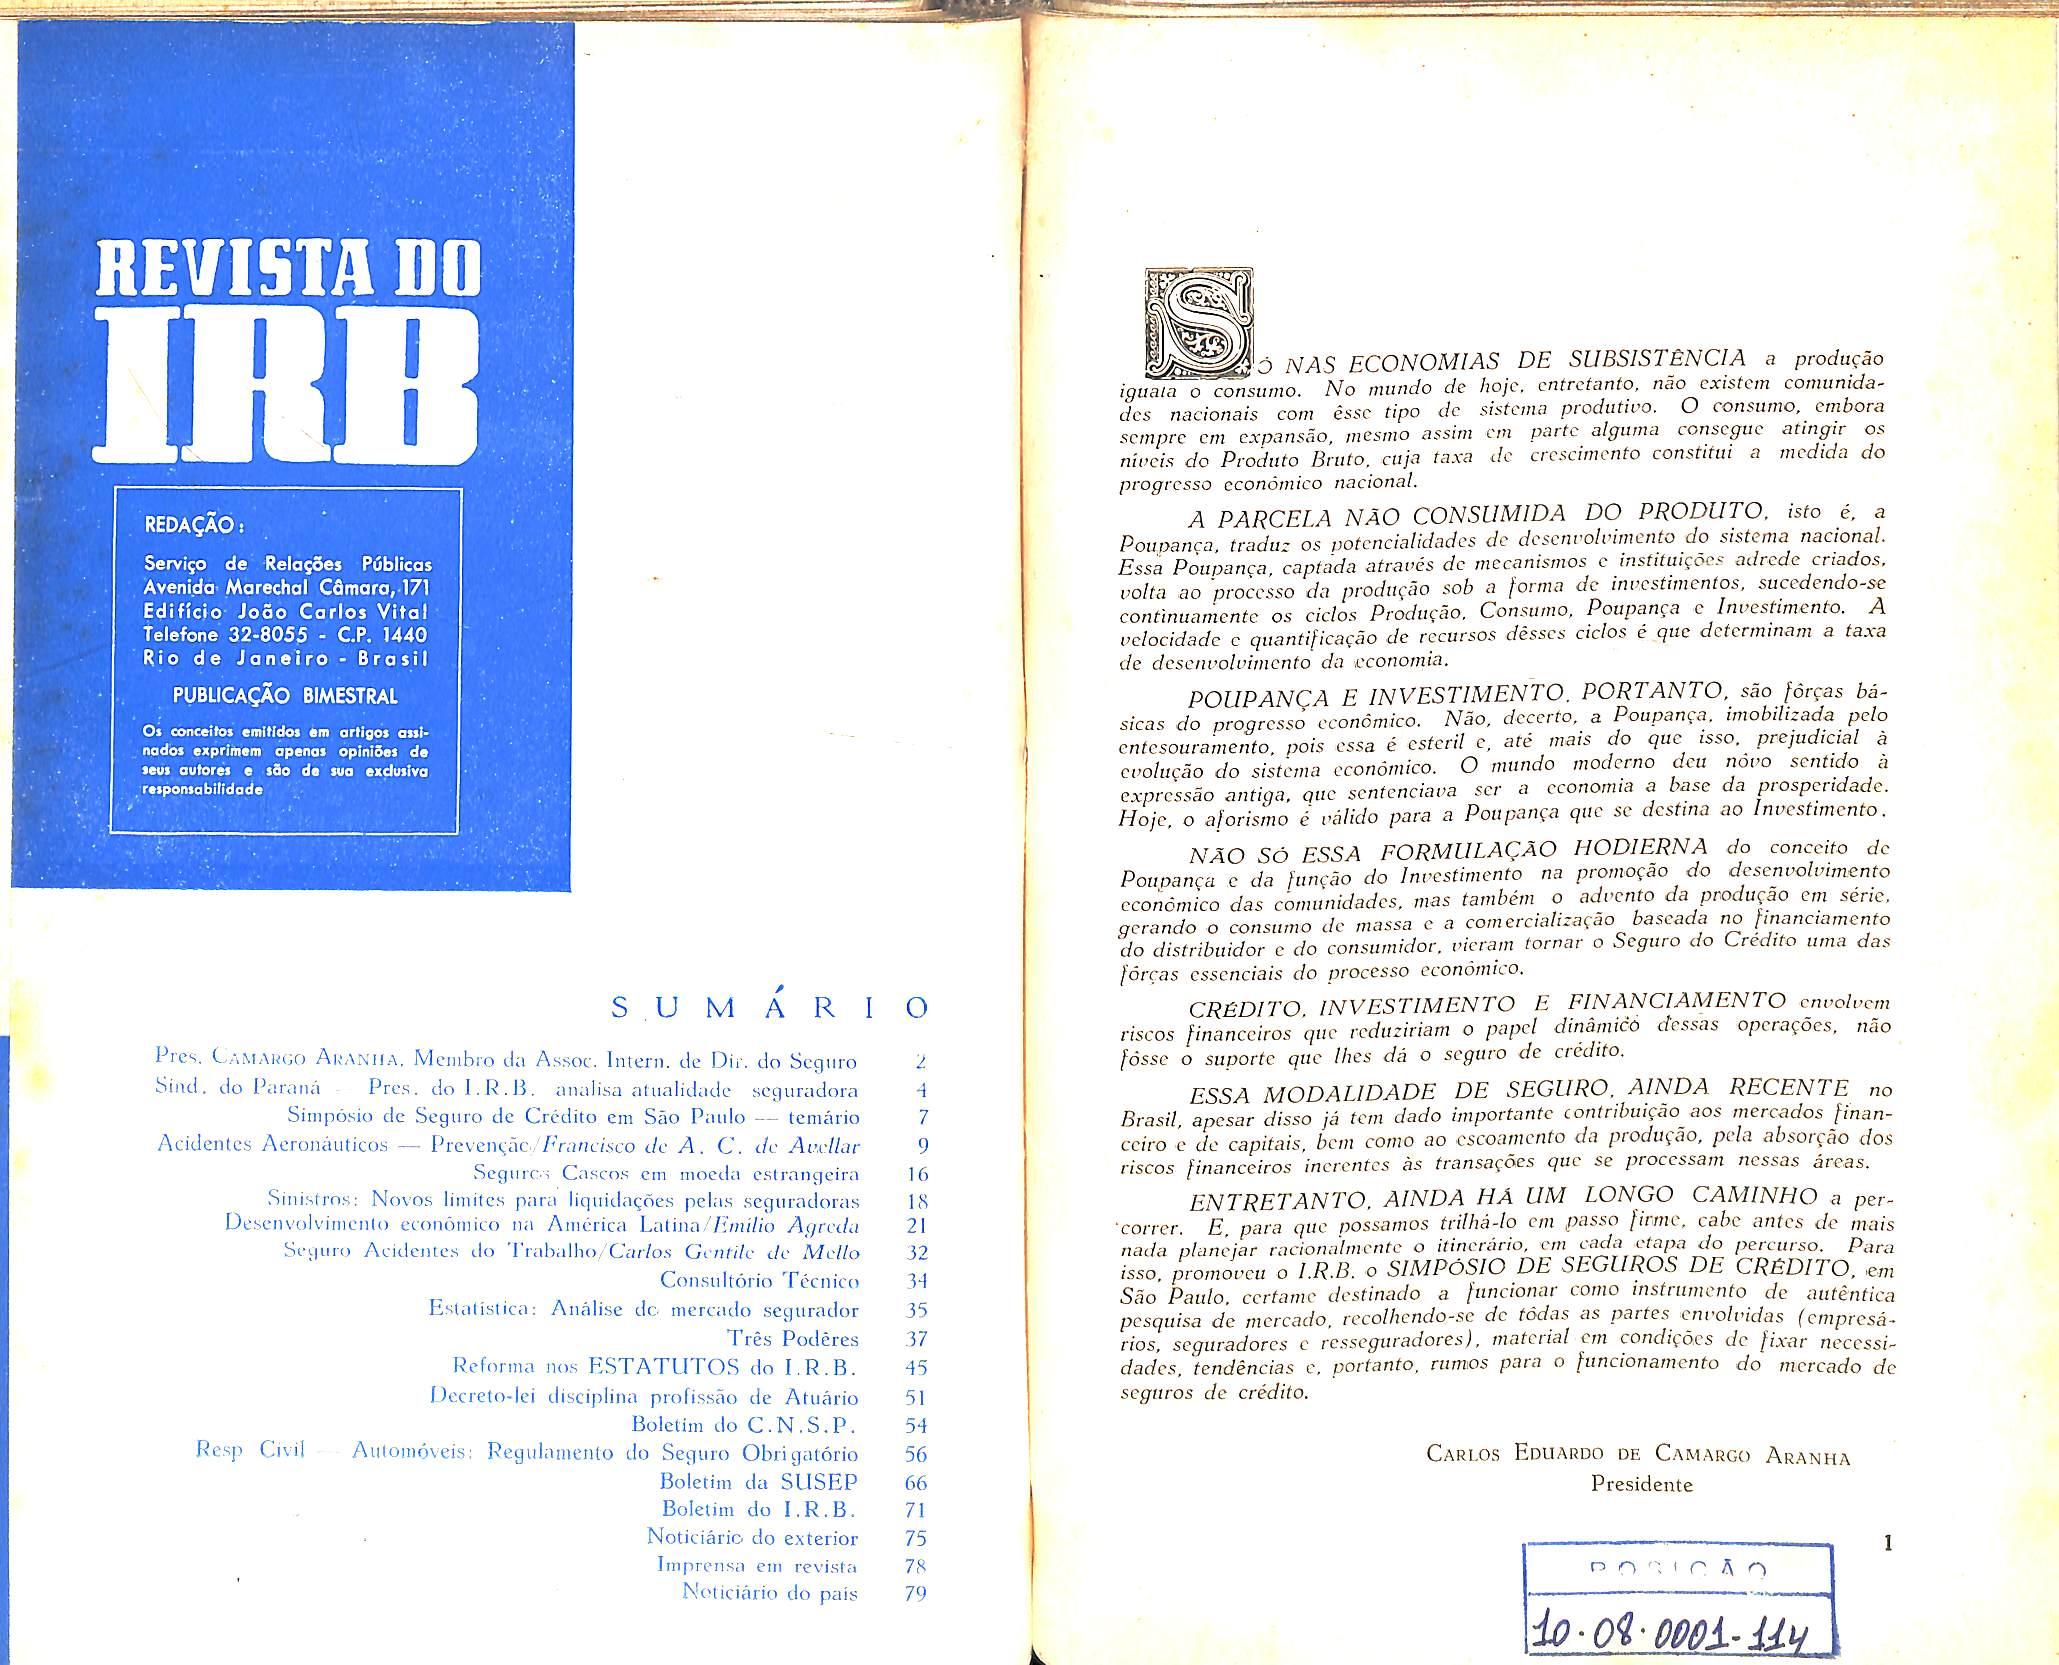 REVISTA DO
IRB
REDAÇÃO:
Serviço de Relações Públicas
Avenida Marechal Câmara, 171
Edifício João Carlos Vital
Telefone 32-8055 - C.P. 1440
Rio de Janeiro - Brasil
PUBLICAÇÃO BIMESTRAL
Os conceitos emitidos em artigos assi-
nados exprimem apenas opiniões de
seus autores e são de sua exclusiva
responsabilidade
SUMÁRIO
Pres. CAMARGO ARANHA, Membro da Assoc. Intern. de Dir. do Seguro 2
Sind. do Paraná - Pres. do I.R.B. analisa atualidade seguradora 4
Simpósio de Seguro de Crédito em São Paulo — temário 7
Acidentes Aeronáuticos — Prevenção/Francisco de A. C. de Avellar 9
Seguros Cascos em moeda estrangeira 16
Sinistros: Novos limites para liquidações pelas seguradoras 18
Desenvolvimento econômico na América Latina/Emílio Agreda 21
Seguro Acidentes do Trabalho/Carlos Gentile de Mello 32
Consultório Técnico 34
Estatística: Análise do mercado segurador 35
Três Podêres 37
Reforma nos ESTATUTOS do I.R.B. 45
Decreto-lei disciplina profissão de Atuário 51
Boletim do C.N.S.P. 54
Resp Civil — Automóveis: Regulamento do Seguro Obrigatório 56
Boletim da SUSEP 66
Boletim do I.R.B. 71
Noticiário do exterior 75
Imprensa em revista 78
Noticiário do país 79
SÓ NAS ECONOMIAS DE SUBSISTÊNCIA a produção
iguala o consumo. No mundo de hoje, entretanto, não existem comunida-
des nacionais com êsse tipo de sistema produtivo. O consumo, embora
sempre em expansão, mesmo assim em parte alguma consegue atingir os
níveis do Produto Bruto, cuja taxa de crescimento constitui a medida do
progresso econômico nacional.
A PARCELA NÃO CONSUMIDA DO PRODUTO, isto é, a
Poupança, traduz os potencialidades de desenvolvimento do sistema nacional.
Essa Poupança, captada através de mecanismos e instituições adrede criados,
volta ao processo da produção sob a forma de investimentos, sucedendo-se
continuamente os ciclos Produção, Consumo, Poupança e Investimento. A
velocidade e quantificação de recursos dêsses ciclos é que determinam a taxa
de desenvolvimento da economia.
POUPANÇA E INVESTIMENTO, PORTANTO, são fôrças bá-
sicas do progresso econômico. Não, decerto, a Poupança, imobilizada pelo
entesouramento, pois essa é esteril e, até mais do que isso, prejudicial à
evolução do sistema econômico. O mundo moderno deu nôvo sentido à
expressão antiga, que sentenciava ser a economia a base da prosperidade.
Hoje, o aforismo é válido para a Poupança que se destina ao Investimento.
NÃO SÓ ESSA FORMULAÇÃO HODIERNA do conceito de
Poupança e da função do Investimento na promoção do desenvolvimento
econômico das comunidades, mas também o advento da produção em série,
gerando o consumo de massa e a comercialização baseada no financiamento
do distribuidor e do consumidor, vieram tornar o Seguro do Crédito uma das
fôrças essenciais do processo econômico.
CRÉDITO, INVESTIMENTO E FINANCIAMENTO envolvem
riscos financeiros que reduziriam o papel dinâmico dessas operações, não
fôsse o suporte que lhes dá o seguro de crédito.
ESSA MODALIDADE DE SEGURO, AINDA RECENTE no
Brasil, apesar disso já tem dado importante contribuição aos mercados finan-
ceiro e de capitais, bem como ao escoamento da produção, pela absorção dos
riscos financeiros inerentes às transações que se processam nessas áreas.
ENTRETANTO, AINDA HÁ UM LONGO CAMINHO a per-
correr. E, para que possamos trilhá-lo em passo firme, cabe antes de mais
nada planejar racionalmente o itinerário, em cada etapa do percurso. Para
isso, promoveu o I.R.B. o SIMPÓSIO DE SEGUROS DE CRÉDITO, em
São Paulo, certame destinado a funcionar como instrumento de autêntica
pesquisa de mercado, recolhendo-se de tôdas as partes envolvidas (empresá-
rios, seguradores e resseguradores), material em condições de fixar necessi-
dades, tendências e, portanto, rumos para o funcionamento do mercado de
seguros de crédito.
CARLOS EDUARDO DE CAMARGO ARANHA
Presidente
1
POSIÇÃO
10.08.0001-114